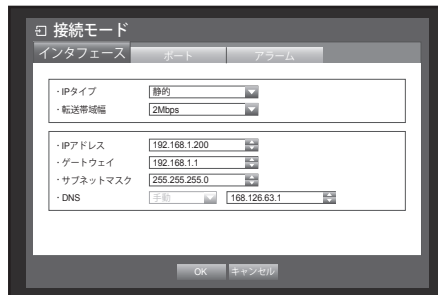 接続モード
インタフェース ポート アラーム
・IPタイプ 静的
・転送帯域幅 2Mbps
・IPアドレス 192.168.1.200
・ゲートウェイ 192.168.1.1
・サブネットマスク 255.255.255.0
・DNS 手動 168.126.63.1
OK キャンセル